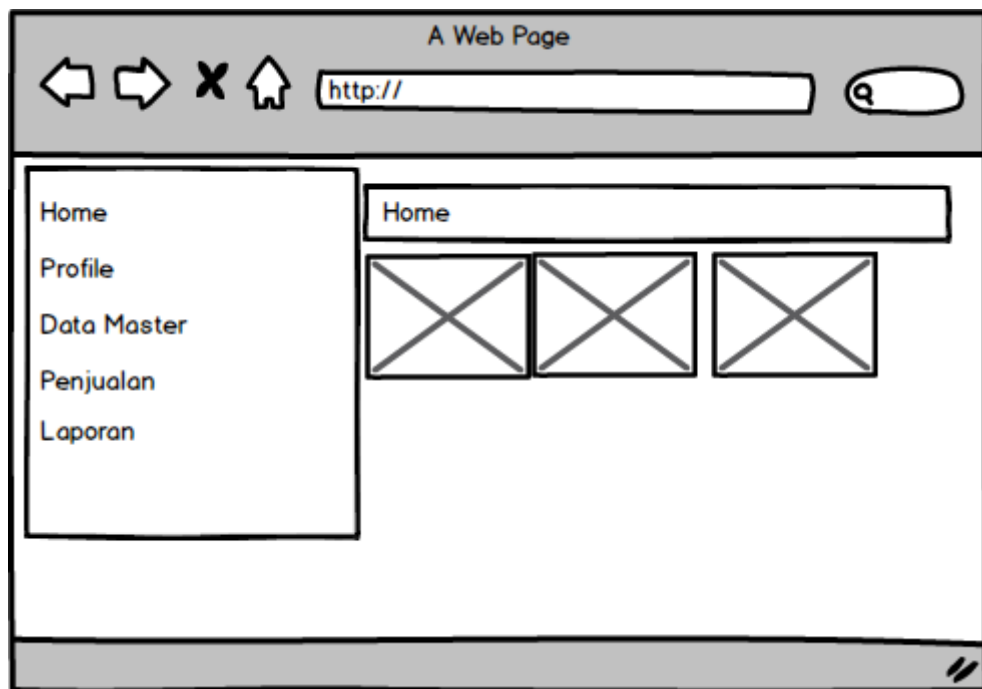 A Web Page
http://
Home
Profile
Data Master
Penjualan
Laporan
Home